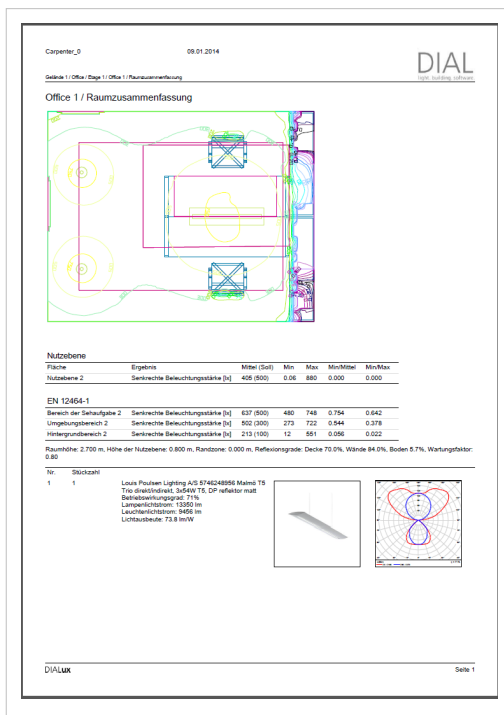 Carpenter_0 09.01.2014
DIAL
light. building. software.
Gelände 1 / Office / Etage 1 / Office 1 / Raumzusammenfassung
Office 1 / Raumzusammenfassung
Nutzebene
Fläche Ergebnis Mittel (Soll) Min Max Min/Mittel Min/Max
Nutzebene 2 Senkrechte Beleuchtungsstärke [lx] 405 (500) 0.06 880 0.000 0.000
EN 12464-1
Bereich der Sehaufgabe 2 Senkrechte Beleuchtungsstärke [lx] 637 (500) 480 748 0.754 0.642
Umgebungsbereich 2 Senkrechte Beleuchtungsstärke [lx] 502 (300) 273 722 0.544 0.378
Hintergrundbereich 2 Senkrechte Beleuchtungsstärke [lx] 213 (100) 12 551 0.056 0.022
Raumhöhe: 2.700 m, Höhe der Nutzebene: 0.800 m, Randzone: 0.000 m, Reflexionsgrade: Decke 70.0%, Wände 84.0%, Boden 5.7%, Wartungsfaktor:
0.80
Nr. Stückzahl
1 1 Louis Poulsen Lighting A/S 5746248956 Malmö T5
Trio direkt/indirekt, 3x54W T5, DP reflektor matt
Betriebswirkungsgrad: 71%
Lampenlichtstrom: 13350 lm
Leuchtenlichtstrom: 9456 lm
Lichtausbeute: 73.8 lm/W
DIALux Seite 1